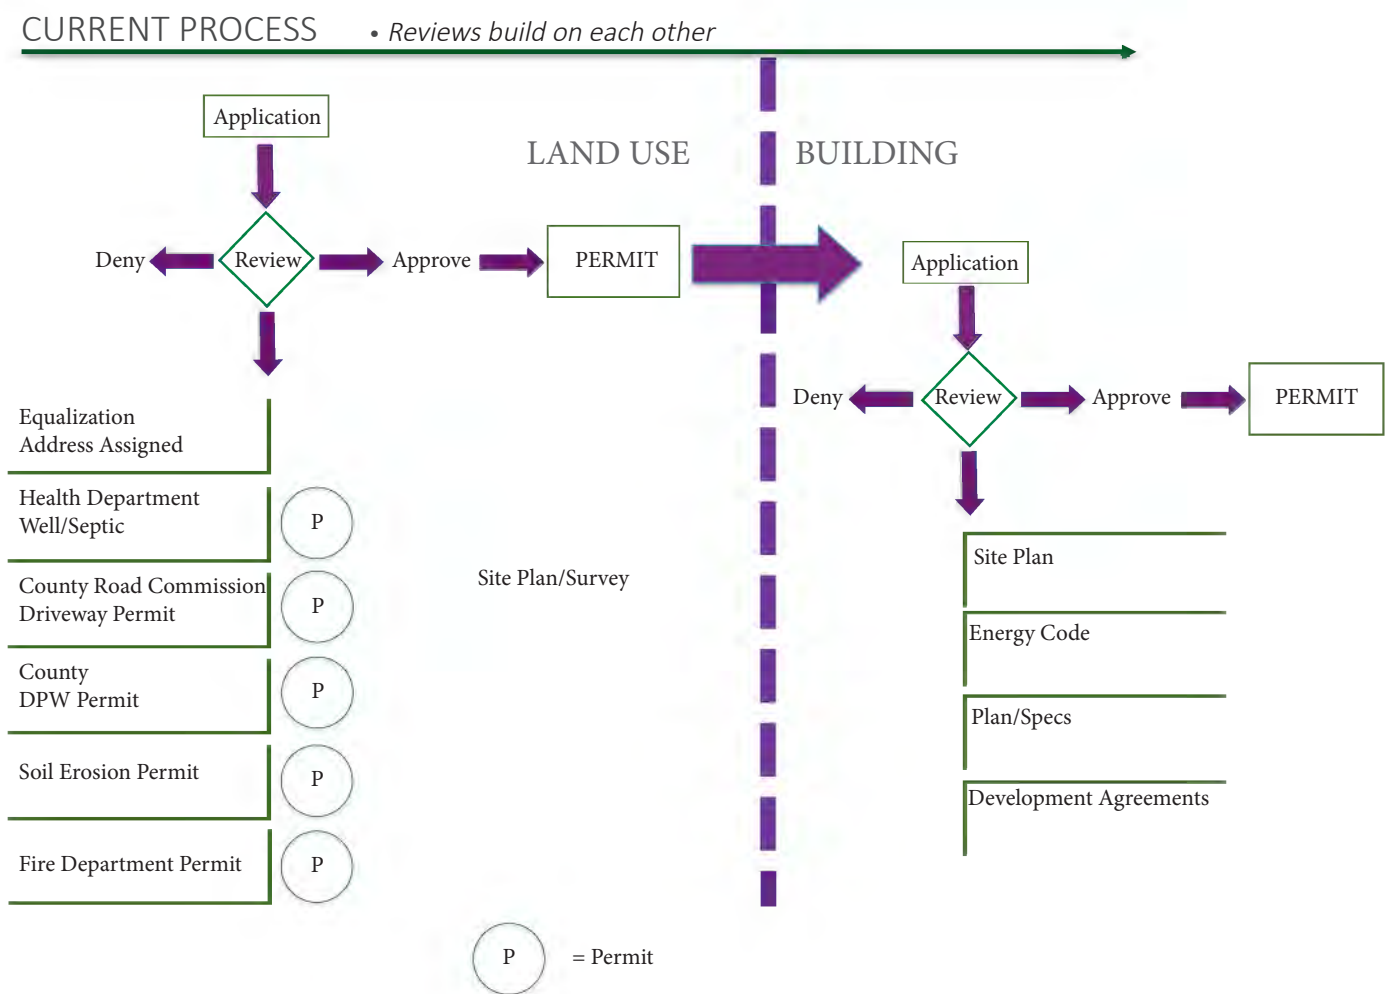 CURRENT PROCESS • Reviews build on each other
Application
LAND USE
BUILDING
Deny
Review
Approve
PERMIT
Application
Deny
Review
Approve
PERMIT
Equalization
Address Assigned
Health Department
Well/Septic
P
County Road Commission
Driveway Permit
P
County
DPW Permit
P
Soil Erosion Permit
P
Fire Department Permit
P
Site Plan/Survey
Site Plan
Energy Code
Plan/Specs
Development Agreements
P = Permit